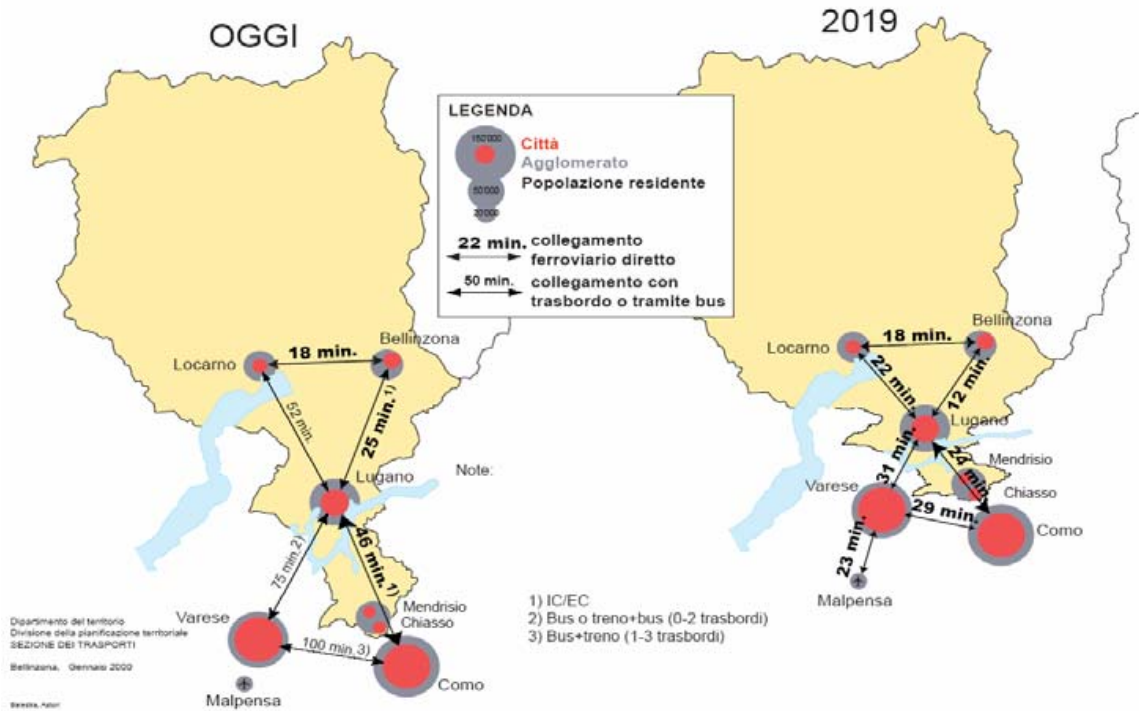 OGGI
2019
LEGENDA
150'000
50'000
20'000
Città
Agglomerato
Popolazione residente
22 min.
collegamento
ferroviario diretto
50 min.
collegamento con
trasbordo o tramite bus
Locarno
18 min.
Bellinzona
52 min.
25 min. 1)
Lugano
75 min.2)
46 min. 1)
Varese
Mendrisio
Chiasso
100 min. 3)
Como
Malpensa
Note:
Locarno
18 min.
Bellinzona
22 min.
12 min.
Lugano
31 min.
24 min.
Mendrisio
Chiasso
Varese
29 min.
Como
23 min.
Malpensa
1) IC/EC
2) Bus o treno+bus (0-2 trasbordi)
3) Bus+treno (1-3 trasbordi)
Dipartimento del territorio
Divisione della pianificazione territoriale
SEZIONE DEI TRASPORTI
Bellinzona, Gennaio 2000